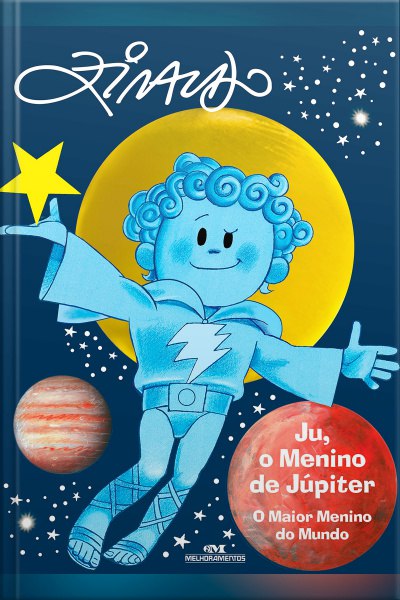 ZIRALDO
Ju,
o Menino
de Júpiter
O Maior Menino
do Mundo
MELHORAMENTOS